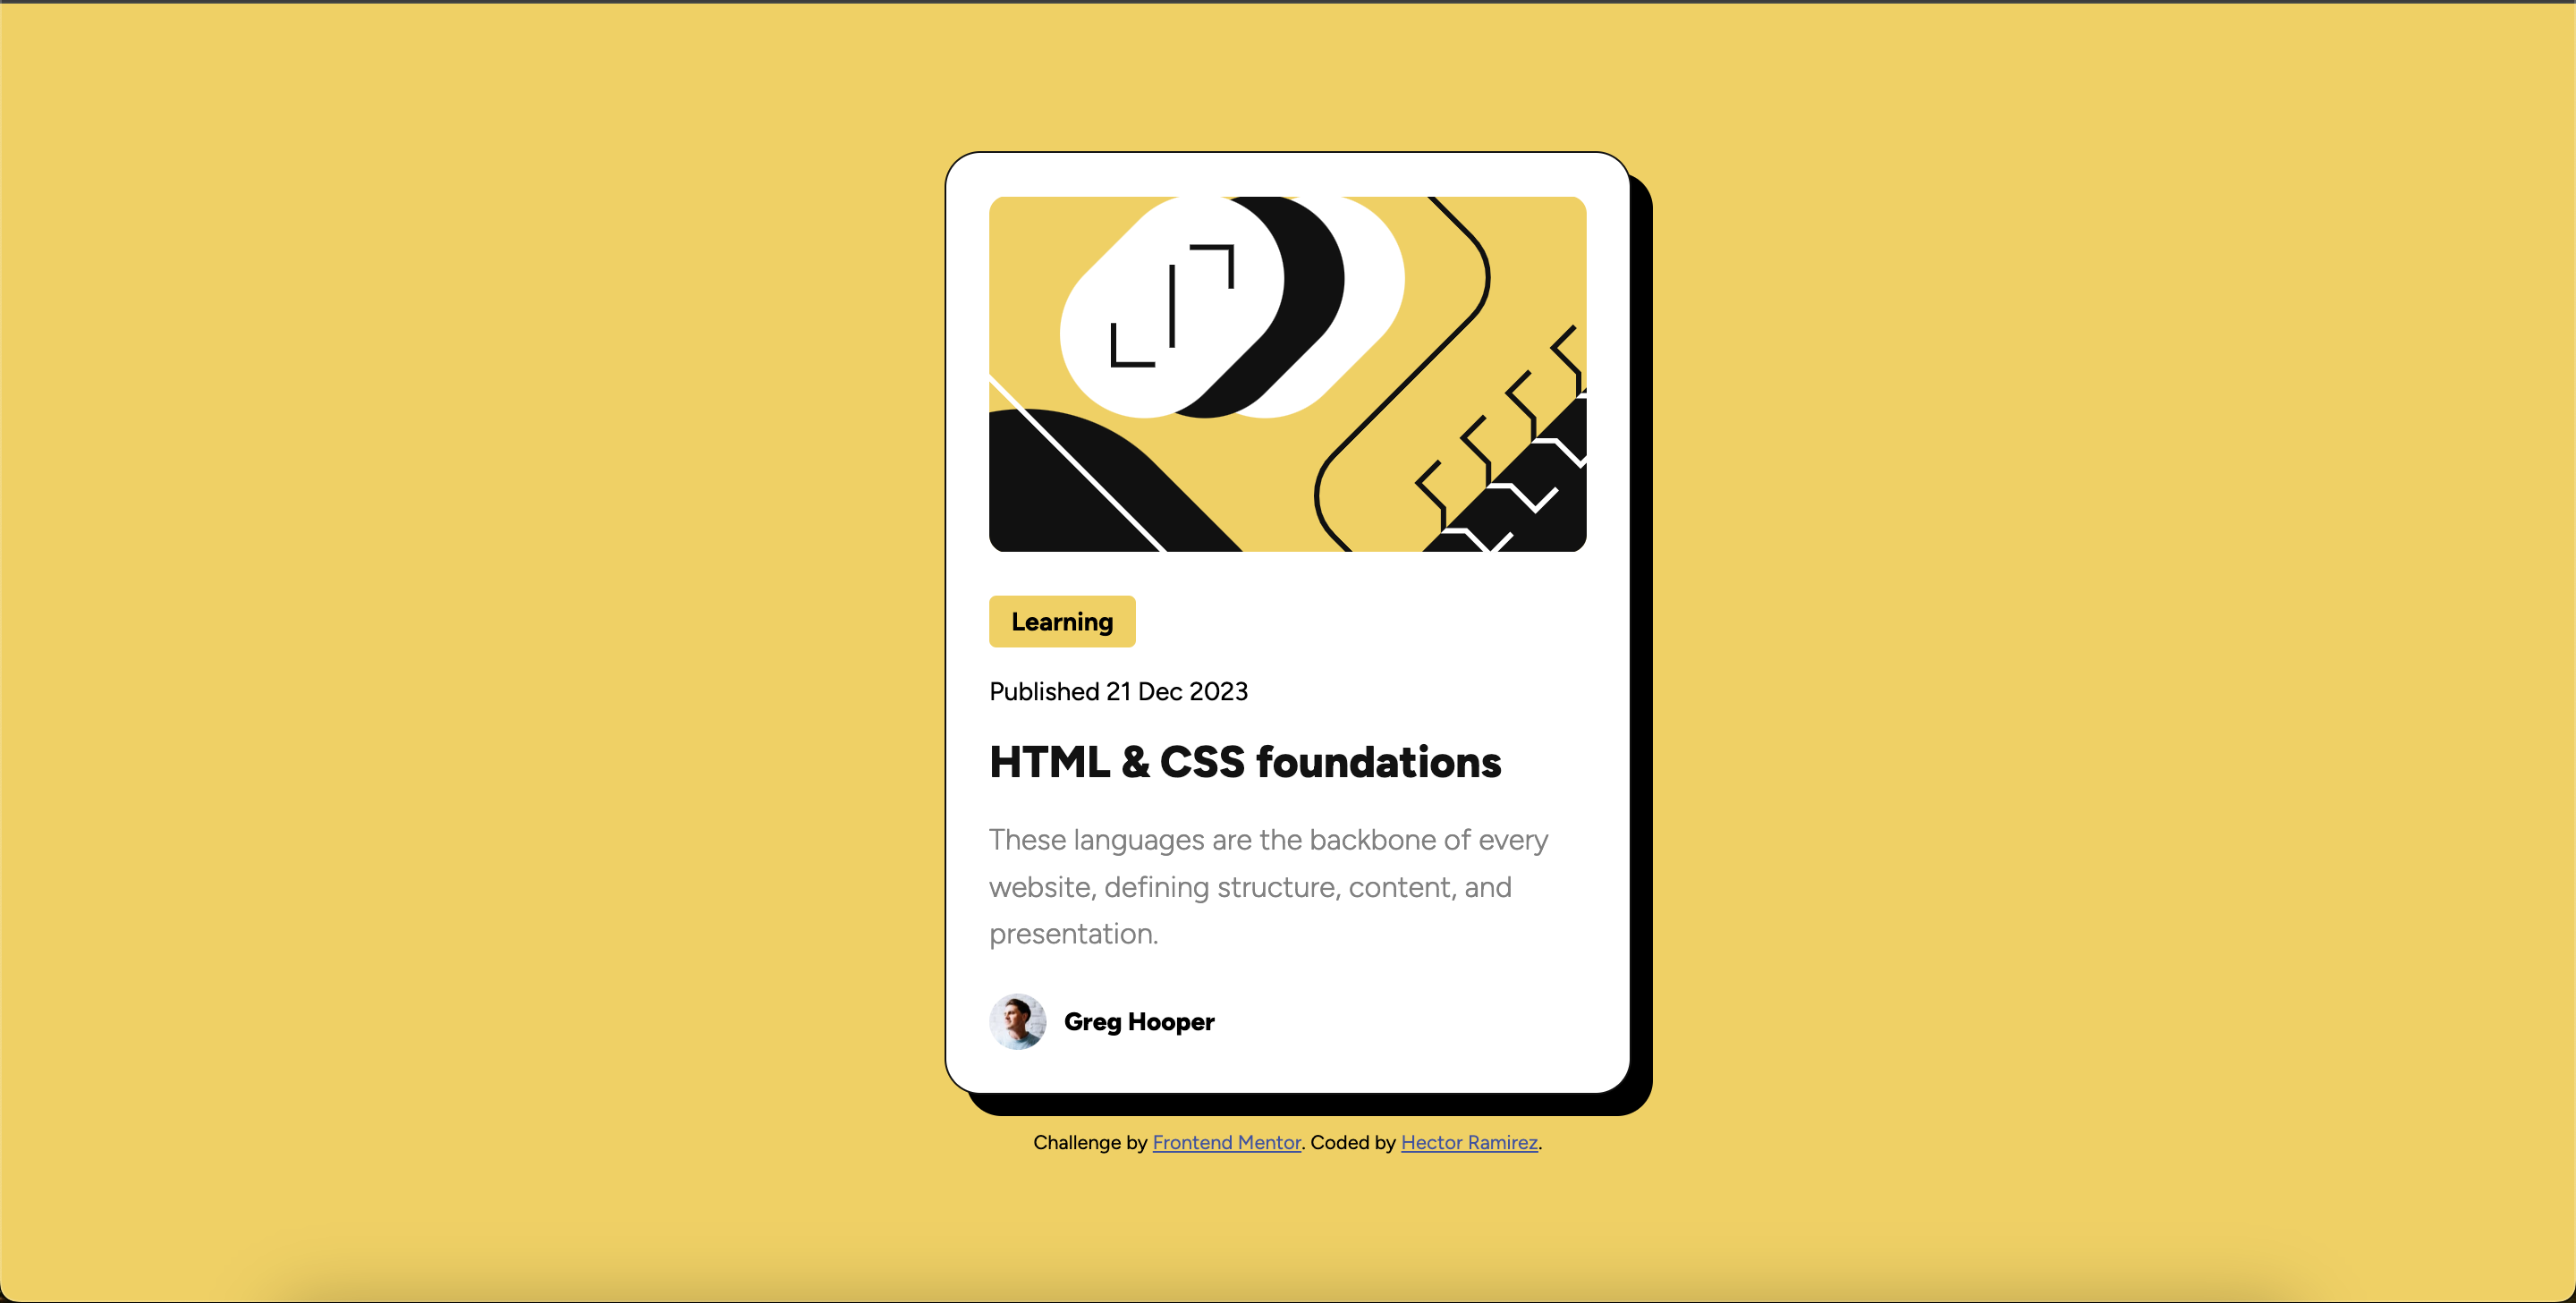 Learning
Published 21 Dec 2023
HTML & CSS foundations
These languages are the backbone of every
website, defining structure, content, and
presentation.
Greg Hooper
Challenge by Frontend Mentor. Coded by Hector Ramirez.